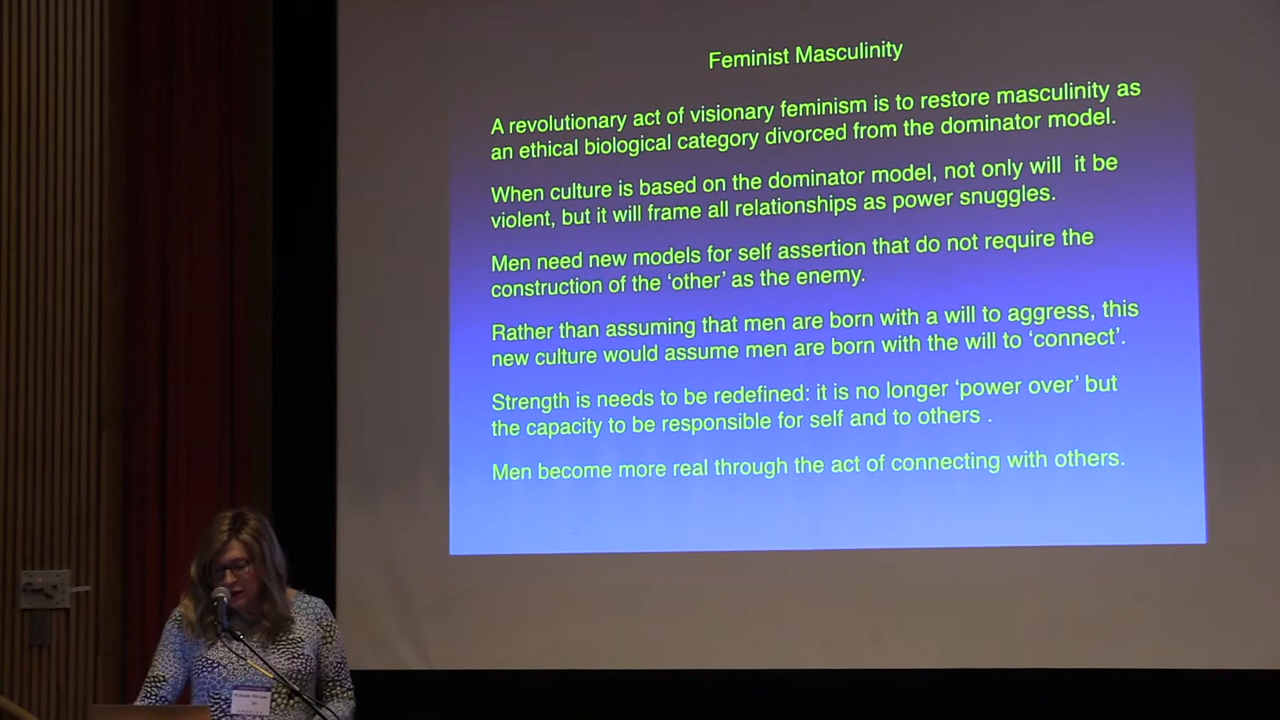 Feminist Masculinity
A revolutionary act of visionary feminism is to restore masculinity as
an ethical biological category divorced from the dominator model.
When culture is based on the dominator model, not only will it be
violent, but it will frame all relationships as power snuggles.
Men need new models for self assertion that do not require the
construction of the ‘other’ as the enemy.
Rather than assuming that men are born with a will to aggress, this
new culture would assume men are born with the will to ‘connect’.
Strength is needs to be redefined: it is no longer ‘power over’ but
the capacity to be responsible for self and to others .
Men become more real through the act of connecting with others.